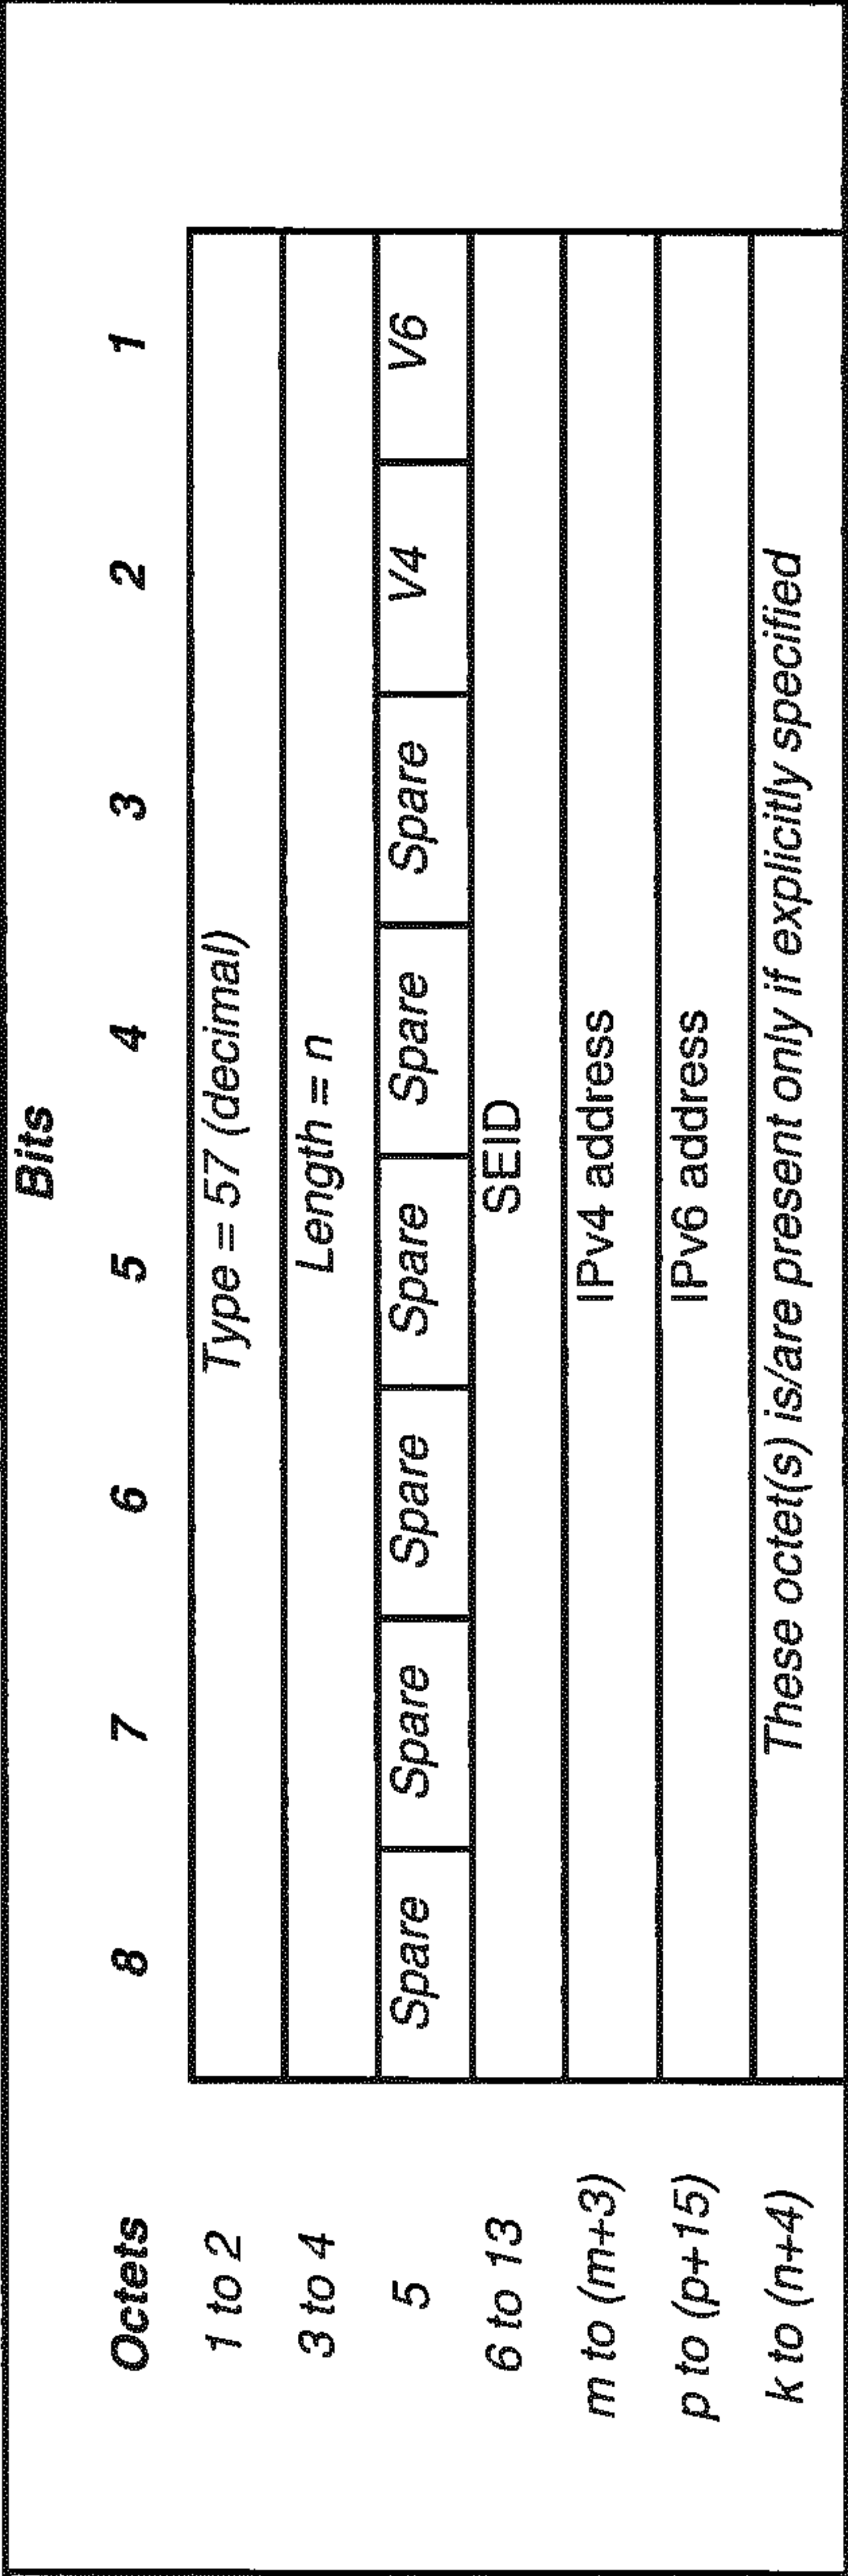 Bits
Octets 8 7 6 5 4 3 2 1
1 to 2 Type = 57 (decimal)
3 to 4 Length = n
5 Spare Spare Spare Spare Spare Spare V4 V6
6 to 13 SEID
m to (m+3) IPv4 address
p to (p+15) IPv6 address
k to (n+4) These octet(s) is/are present only if explicitly specified